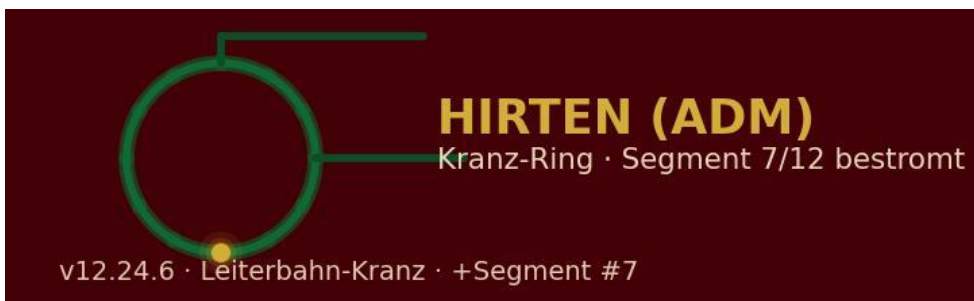 HIRTEN (ADM)
Kranz-Ring · Segment 7/12 bestromt
v12.24.6 · Leiterbahn-Kranz · +Segment #7